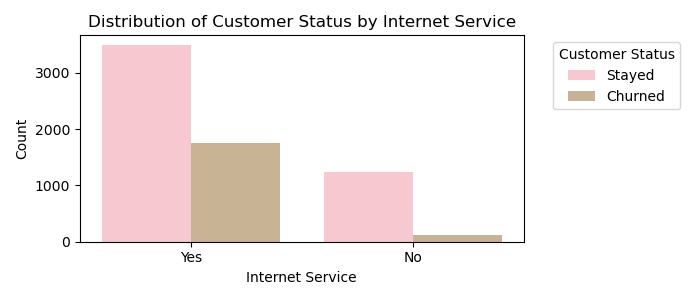 Distribution of Customer Status by Internet Service
Customer Status
Stayed
Churned
Count
3000
2000
1000
0
Yes
No
Internet Service